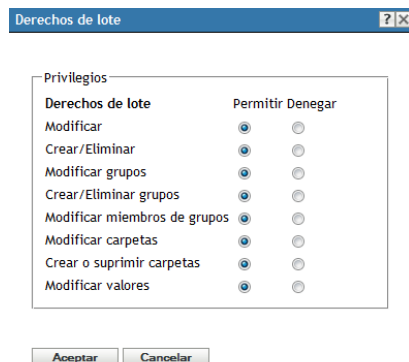 Derechos de lote
Privilegios
Derechos de lote Permitir Denegar
Modificar
Crear/Eliminar
Modificar grupos
Crear/Eliminar grupos
Modificar miembros de grupos
Modificar carpetas
Crear o suprimir carpetas
Modificar valores
Aceptar Cancelar